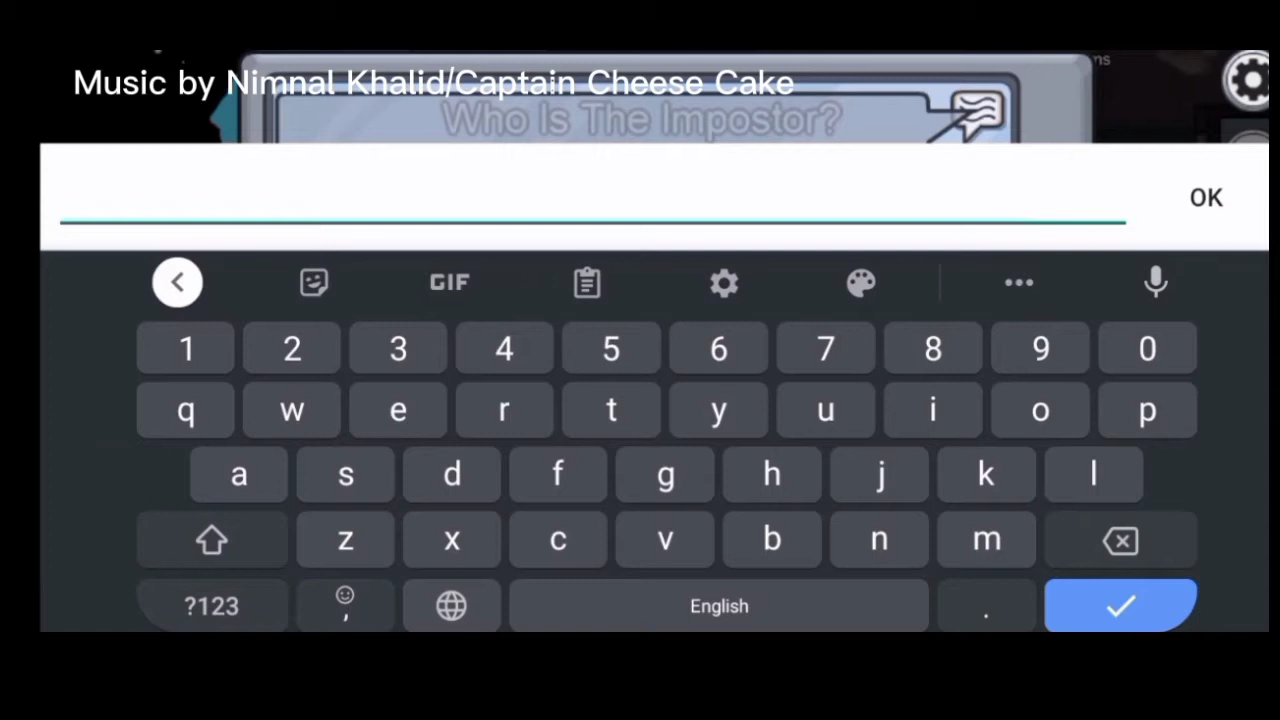 ns
Music by Nimnal Khalid/Captain Cheese Cake
Who Is The Impostor?
OK
GIF
1 2 3 4 5 6 7 8 9 0
q w e r t y u i o p
a s d f g h j k l
z x c v b n m
?123 , English .